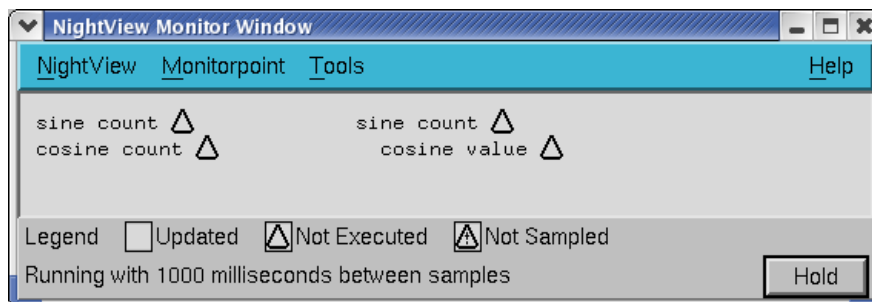 NightView Monitor Window
NightView Monitorpoint Tools Help
sine count sine count
cosine count cosine value
Legend Updated Not Executed Not Sampled
Running with 1000 milliseconds between samples Hold